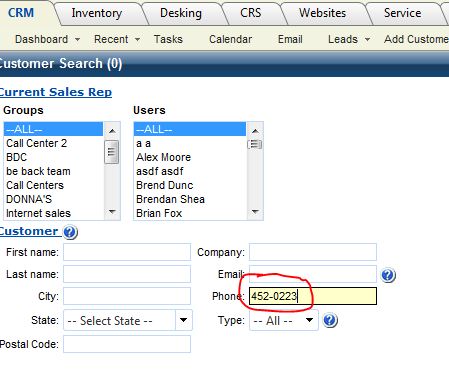 CRM Inventory Desking CRS Websites Service
Dashboard Recent Tasks Calendar Email Leads Add Custome
Customer Search (0)
Current Sales Rep
Groups Users
--ALL-- --ALL--
Call Center 2 a a
BDC Alex Moore
be back team asdf asdf
Call Centers Brend Dunc
DONNA'S Brendan Shea
Internet sales Brian Fox
Customer ?
First name: Company:
Last name: Email: ?
City: Phone: 452-0223
State: -- Select State -- Type: -- All -- ?
Postal Code: